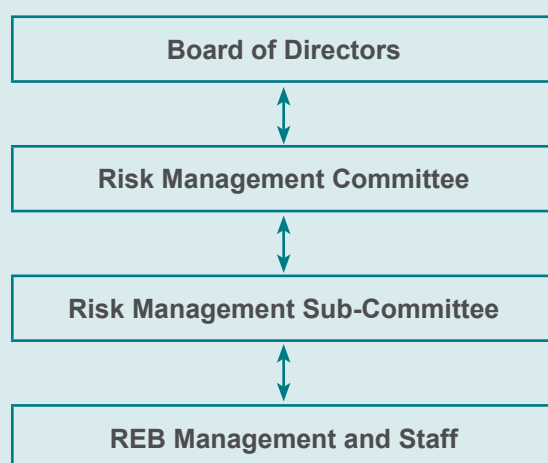 Board of Directors
Risk Management Committee
Risk Management Sub-Committee
REB Management and Staff